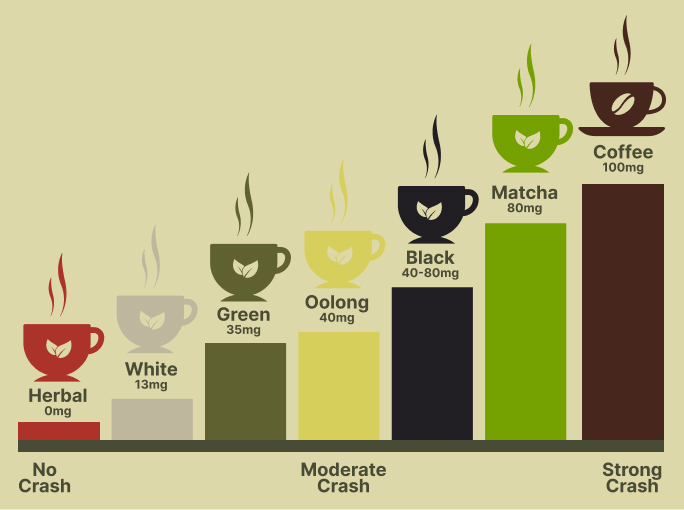 Herbal
0mg
White
13mg
Green
35mg
Oolong
40mg
Black
40-80mg
Matcha
80mg
Coffee
100mg
No
Crash
Moderate
Crash
Strong
Crash